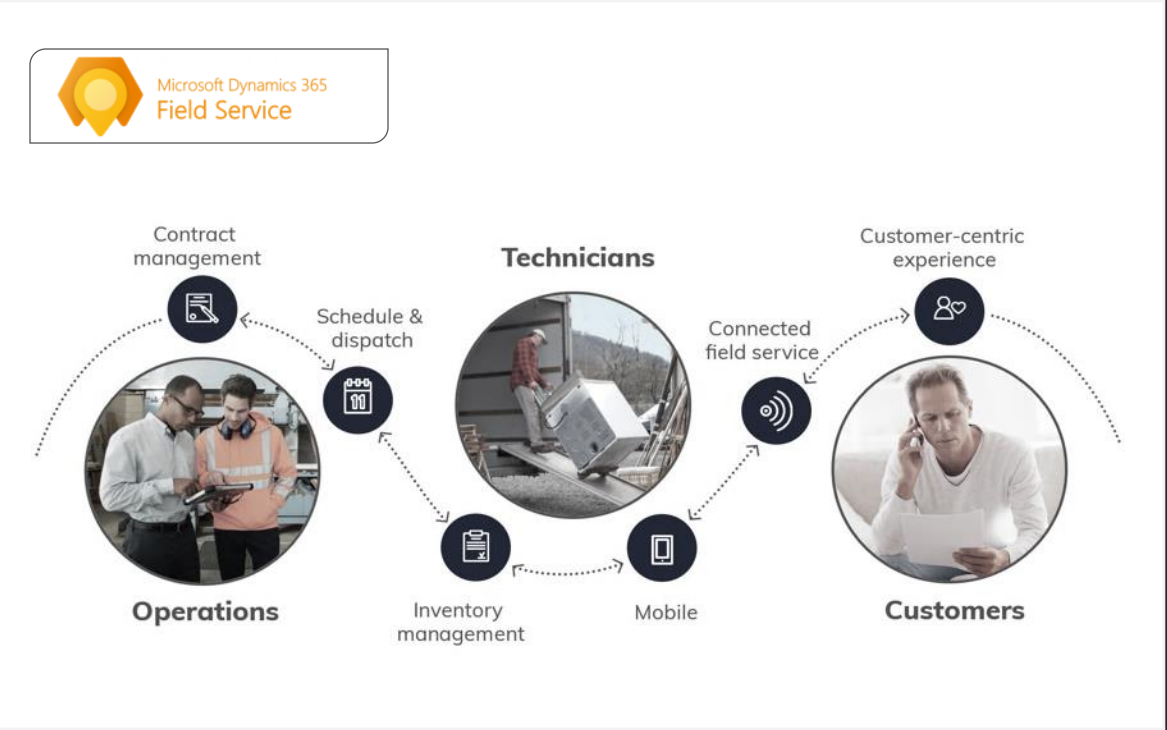 Microsoft Dynamics 365
Field Service
Contract
management
Schedule &
dispatch
11
Operations
Technicians
Inventory
management
Mobile
Connected
field service
Customer-centric
experience
Customers